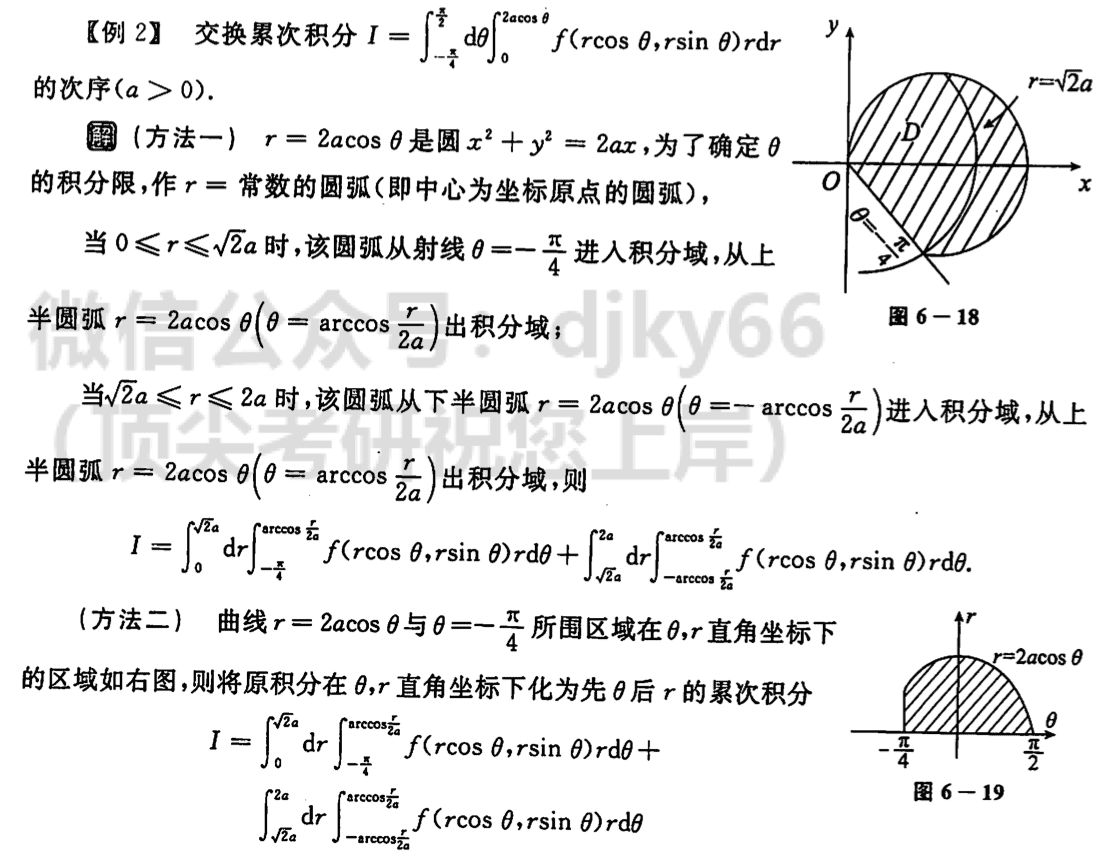 【例 2】 交换累次积分 $I=\int_{-\frac{\pi}{4}}^{\frac{\pi}{2}}\mathrm{d}\theta\int_{0}^{2a\cos\theta}f(r\cos\theta,r\sin\theta)r\mathrm{d}r$
的次序(a > 0).
解 (方法一) $r=2a\cos\theta$ 是圆 $x^2+y^2=2ax$,为了确定 θ
的积分限,作 r = 常数的圆弧(即中心为坐标原点的圆弧),
当 $0\leqslant r\leqslant\sqrt{2}a$ 时,该圆弧从射线 $\theta=-\frac{\pi}{4}$ 进入积分域,从上
半圆弧 $r=2a\cos\theta\left(\theta=\arccos\frac{r}{2a}\right)$出积分域;
当$\sqrt{2}a\leqslant r\leqslant 2a$ 时,该圆弧从下半圆弧 $r=2a\cos\theta\left(\theta=-\arccos\frac{r}{2a}\right)$进入积分域,从上
半圆弧 $r=2a\cos\theta\left(\theta=\arccos\frac{r}{2a}\right)$出积分域,则
$I=\int_{0}^{\sqrt{2}a}\mathrm{d}r\int_{-\frac{\pi}{4}}^{\arccos\frac{r}{2a}}f(r\cos\theta,r\sin\theta)r\mathrm{d}\theta+\int_{\sqrt{2}a}^{2a}\mathrm{d}r\int_{-\arccos\frac{r}{2a}}^{\arccos\frac{r}{2a}}f(r\cos\theta,r\sin\theta)r\mathrm{d}\theta.$
(方法二) 曲线 $r=2a\cos\theta$ 与 $\theta=-\frac{\pi}{4}$ 所围区域在 θ,r 直角坐标下
的区域如右图,则将原积分在 θ,r 直角坐标下化为先 θ 后 r 的累次积分
$I=\int_{0}^{\sqrt{2}a}\mathrm{d}r\int_{-\frac{\pi}{4}}^{\arccos\frac{r}{2a}}f(r\cos\theta,r\sin\theta)r\mathrm{d}\theta+$
$\int_{\sqrt{2}a}^{2a}\mathrm{d}r\int_{-\arccos\frac{r}{2a}}^{\arccos\frac{r}{2a}}f(r\cos\theta,r\sin\theta)r\mathrm{d}\theta$
y
$r=\sqrt{2}a$
D
O
x
$\theta=-\frac{\pi}{4}$
图 6－18
r
$r=2a\cos\theta$
θ
$-\frac{\pi}{4}$
$\frac{\pi}{2}$
图 6－19
微信公众号：djky66
(顶尖考研祝您上岸)